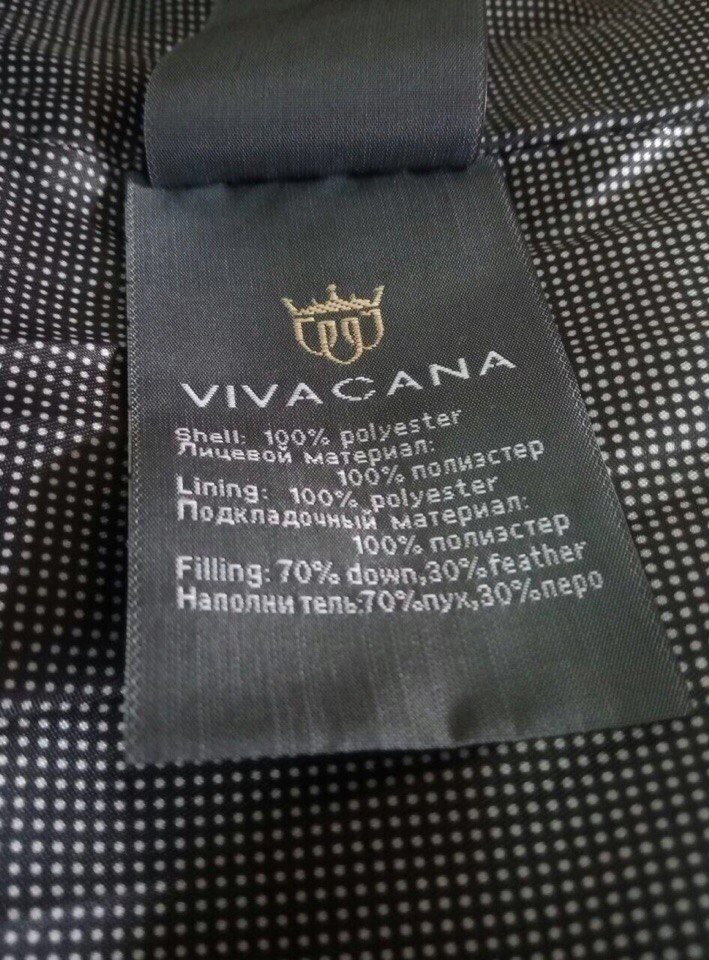 VIVACANA
Shell: 100% polyester
Лицевой материал:
100% полиэстер
Lining: 100% polyester
Подкладочный материал:
100% полиэстер
Filling: 70% down,30%feather
Наполни тель:70%пух,30%перо